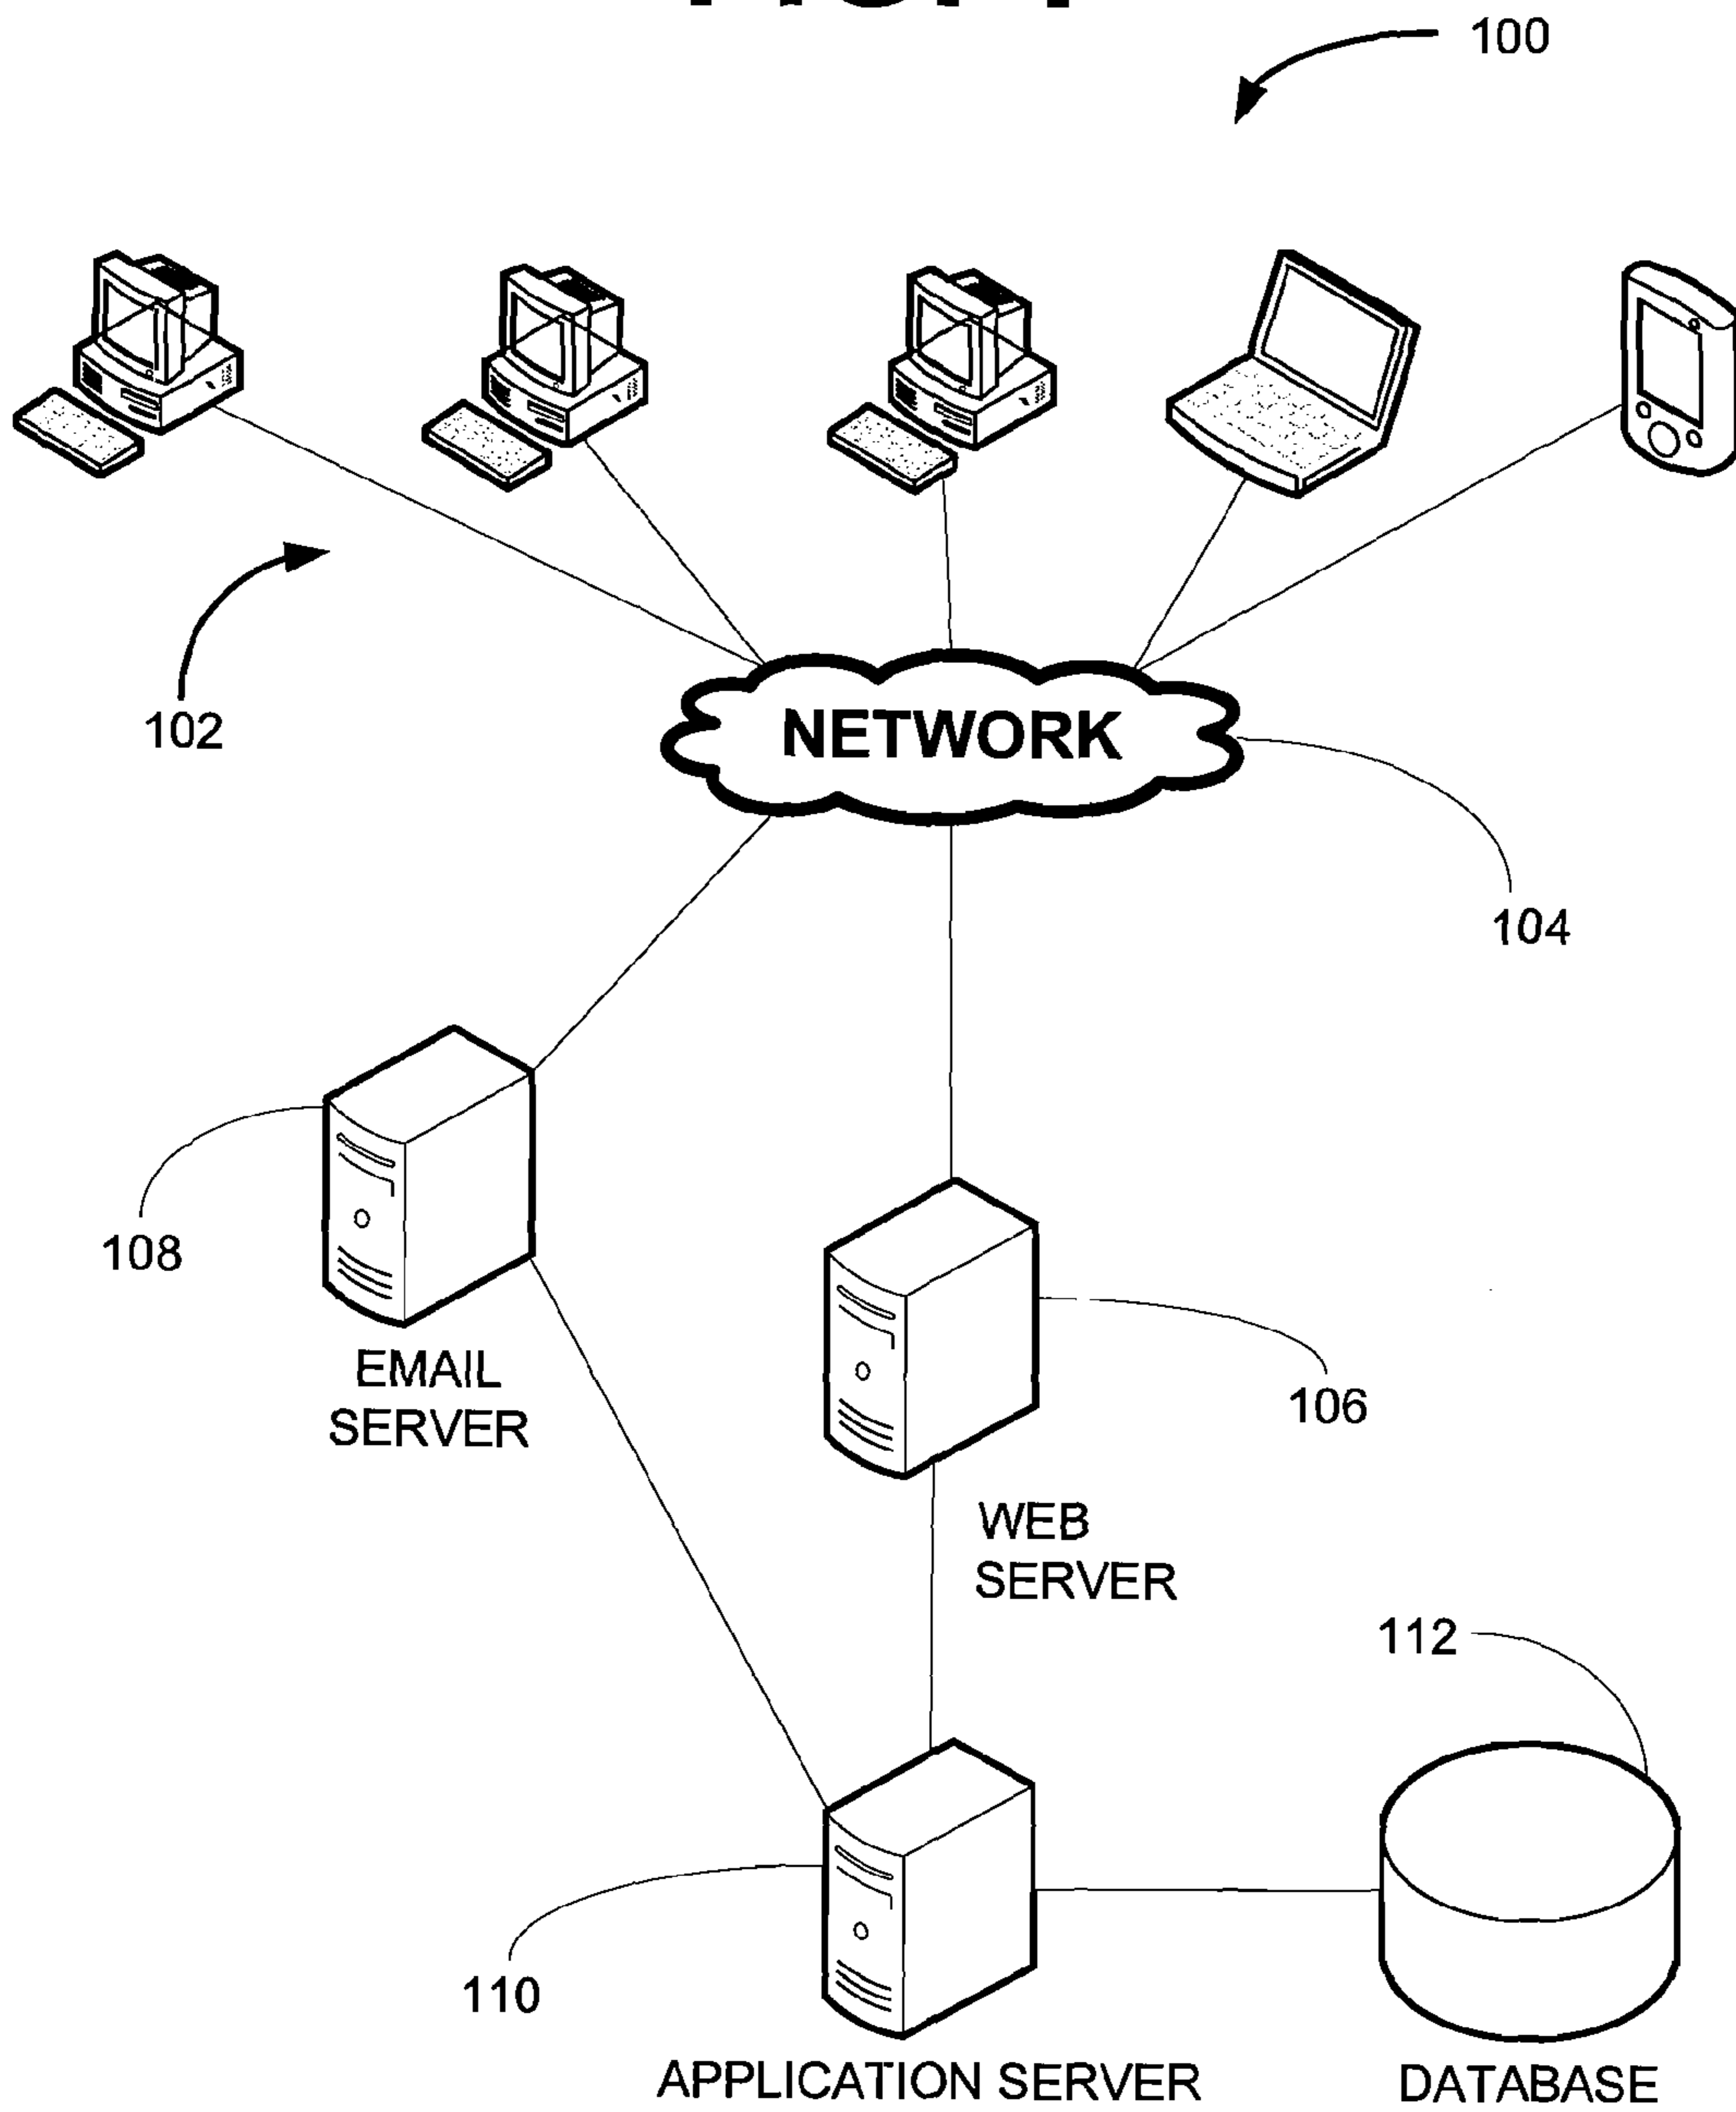 100
102
NETWORK
104
108
EMAIL
SERVER
106
WEB
SERVER
112
110
APPLICATION SERVER
DATABASE